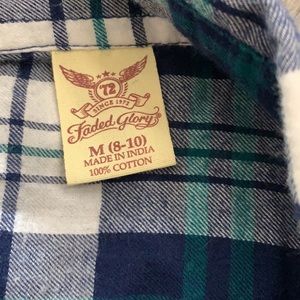 '72
SINCE 1972
Faded Glory
M (8-10)
MADE IN INDIA
100% COTTON